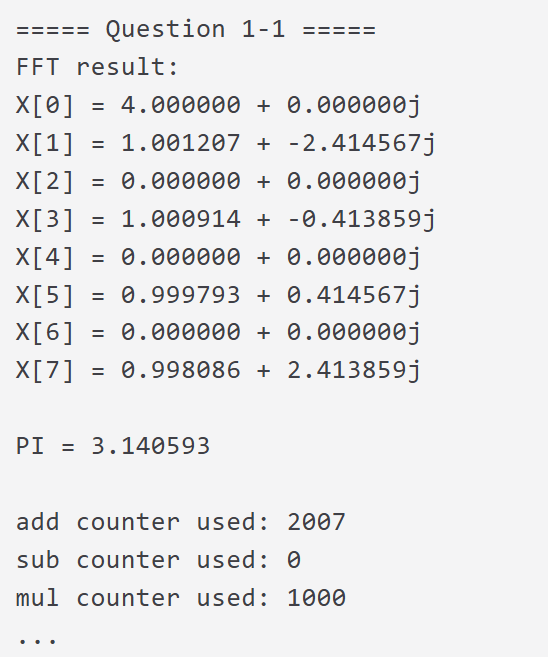 ===== Question 1-1 =====
FFT result:
X[0] = 4.000000 + 0.000000j
X[1] = 1.001207 + -2.414567j
X[2] = 0.000000 + 0.000000j
X[3] = 1.000914 + -0.413859j
X[4] = 0.000000 + 0.000000j
X[5] = 0.999793 + 0.414567j
X[6] = 0.000000 + 0.000000j
X[7] = 0.998086 + 2.413859j
PI = 3.140593
add counter used: 2007
sub counter used: 0
mul counter used: 1000
...